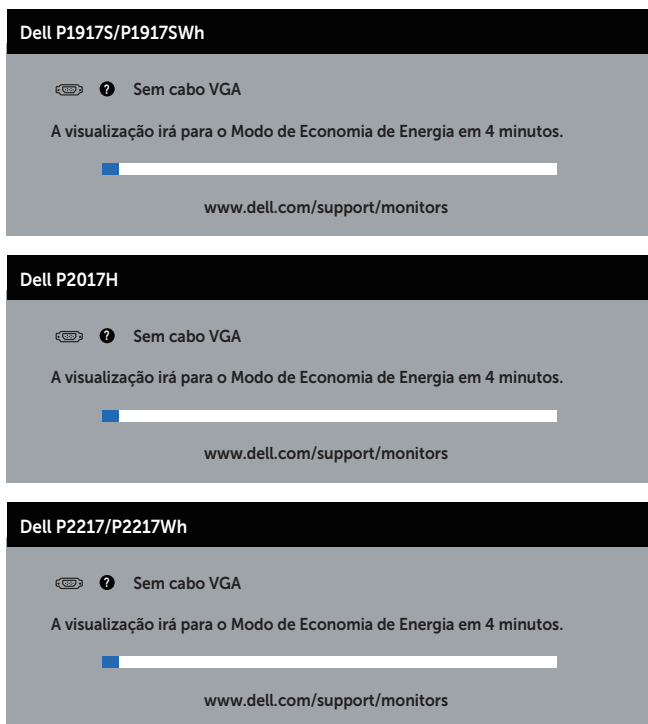 Dell P1917S/P1917SWh
? Sem cabo VGA
A visualização irá para o Modo de Economia de Energia em 4 minutos.
www.dell.com/support/monitors
Dell P2017H
? Sem cabo VGA
A visualização irá para o Modo de Economia de Energia em 4 minutos.
www.dell.com/support/monitors
Dell P2217/P2217Wh
? Sem cabo VGA
A visualização irá para o Modo de Economia de Energia em 4 minutos.
www.dell.com/support/monitors